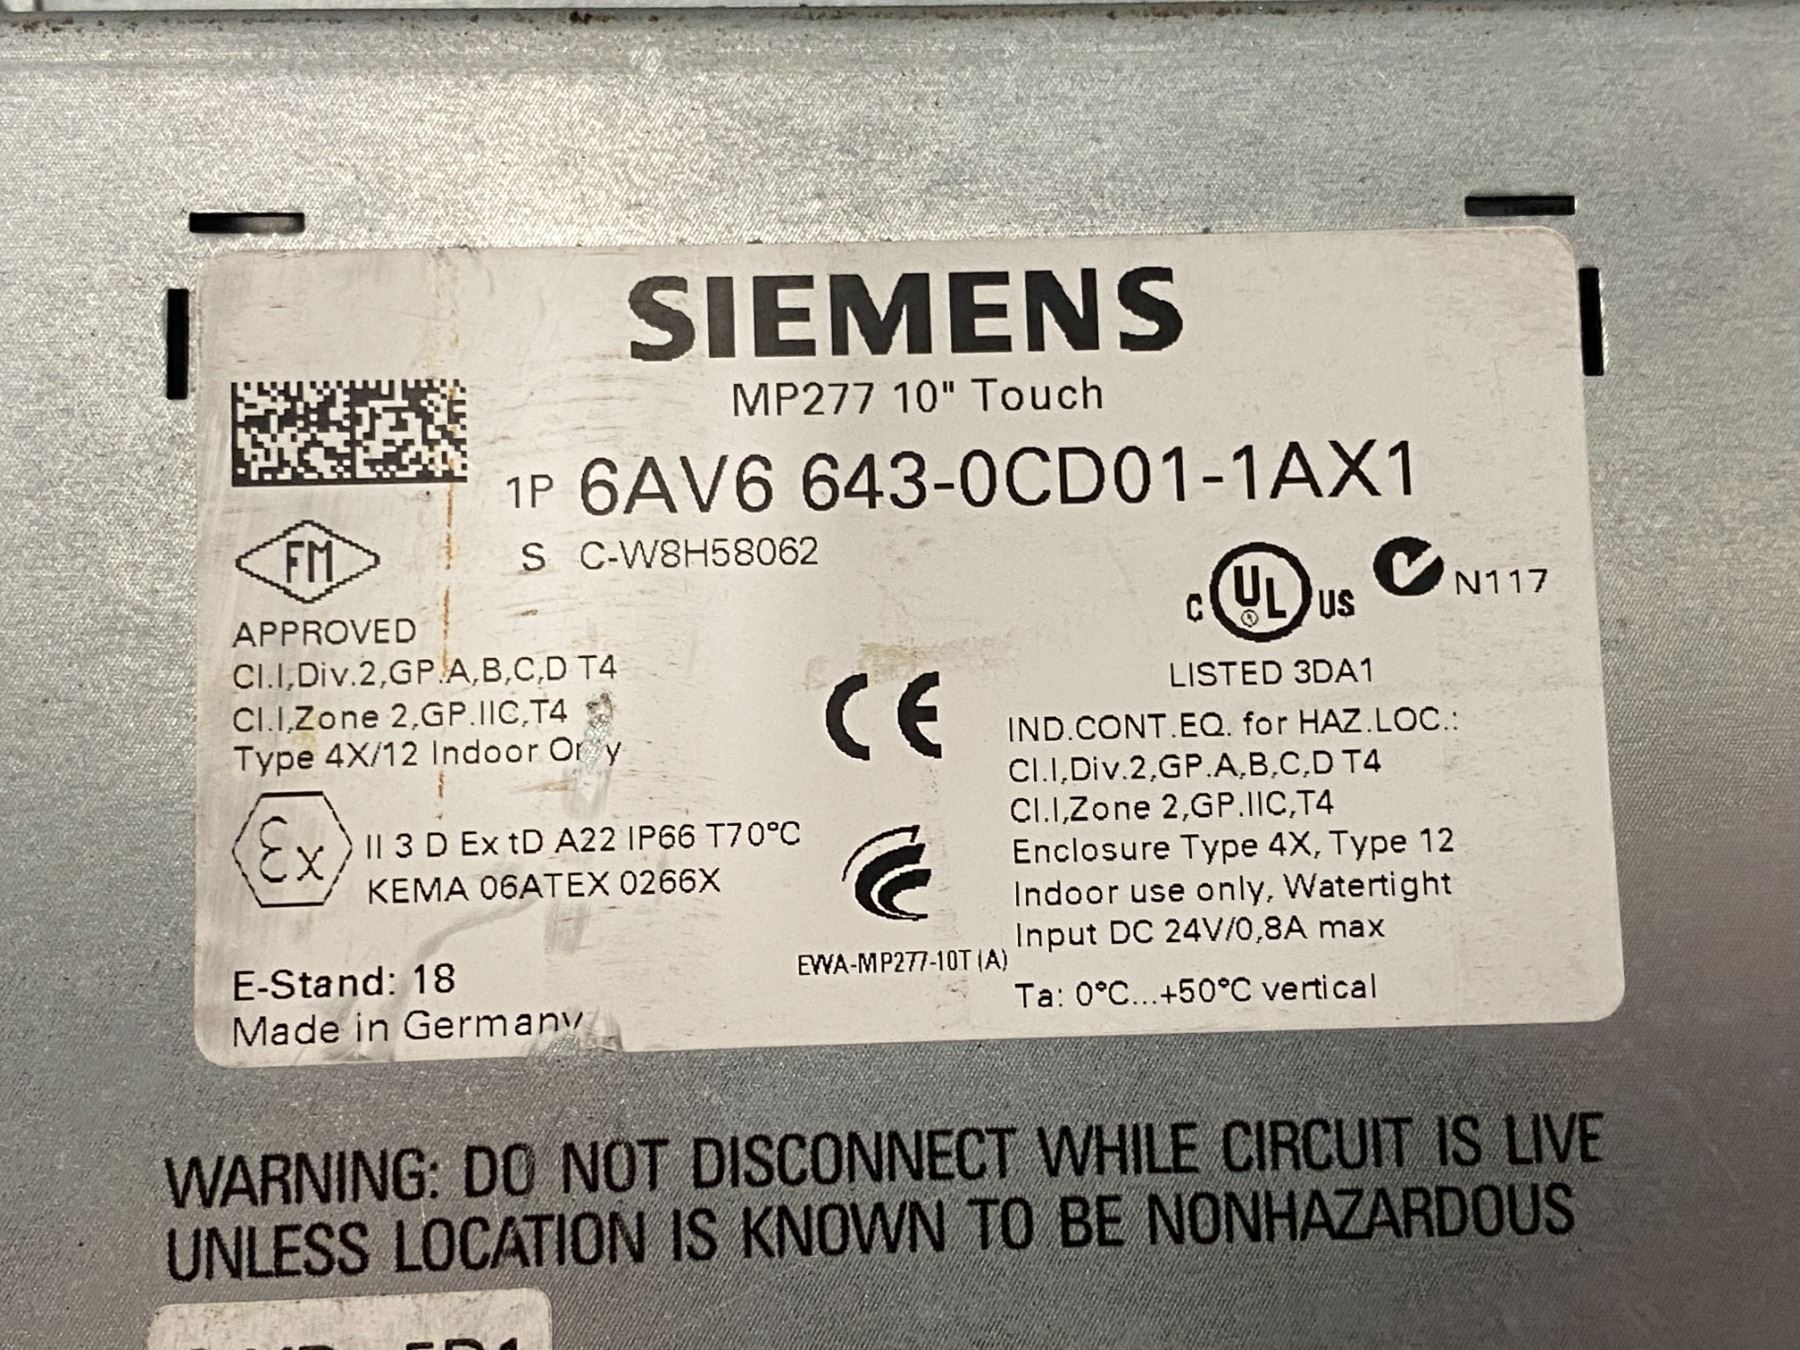 SIEMENS
MP277 10" Touch
1P 6AV6 643-0CD01-1AX1
S C-W8H58062
FM
APPROVED
Cl.I,Div.2,GP.A,B,C,D T4
Cl.I,Zone 2,GP.IIC,T4
Type 4X/12 Indoor Only
Ex II 3 D Ex tD A22 IP66 T70°C
KEMA 06ATEX 0266X
E-Stand: 18
Made in Germany
CE
EWA-MP277-10T(A)
C UL US N117
LISTED 3DA1
IND.CONT.EQ. for HAZ.LOC.:
Cl.I,Div.2,GP.A,B,C,D T4
Cl.I,Zone 2,GP.IIC,T4
Enclosure Type 4X, Type 12
Indoor use only, Watertight
Input DC 24V/0,8A max
Ta: 0°C...+50°C vertical
WARNING: DO NOT DISCONNECT WHILE CIRCUIT IS LIVE
UNLESS LOCATION IS KNOWN TO BE NONHAZARDOUS